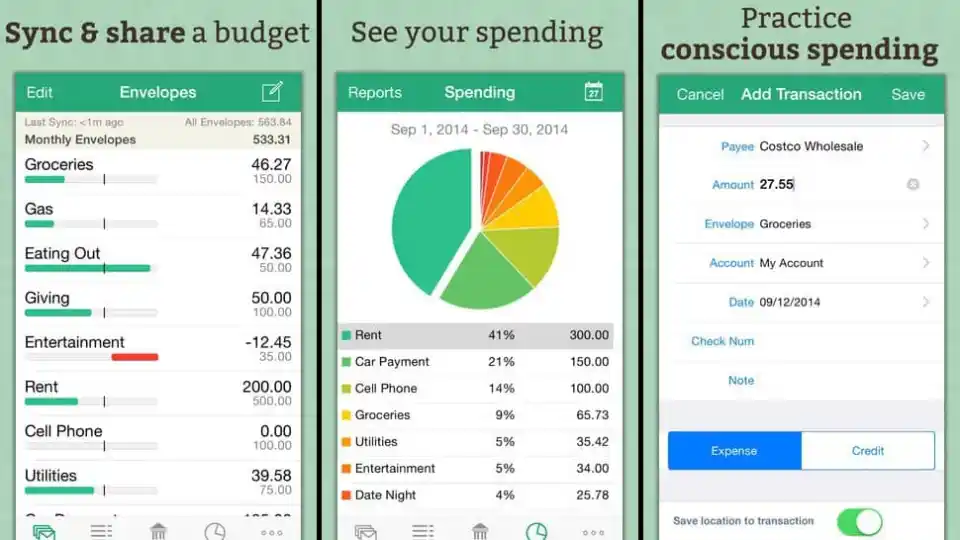 Sync & share a budget
Edit Envelopes
Last Sync: <1m ago All Envelopes: 563.84
Monthly Envelopes 533.31
Groceries 46.27
150.00
Gas 14.33
65.00
Eating Out 47.36
50.00
Giving 50.00
100.00
Entertainment -12.45
35.00
Rent 200.00
500.00
Cell Phone 0.00
100.00
Utilities 39.58
75.00
See your spending
Reports Spending 27
Sep 1, 2014 - Sep 30, 2014
Rent 41% 300.00
Car Payment 21% 150.00
Cell Phone 14% 100.00
Groceries 9% 65.73
Utilities 5% 35.42
Entertainment 5% 34.00
Date Night 4% 25.78
Practice
conscious spending
Cancel Add Transaction Save
Payee Costco Wholesale
Amount 27.55
Envelope Groceries
Account My Account
Date 09/12/2014
Check Num
Note
Expense Credit
Save location to transaction